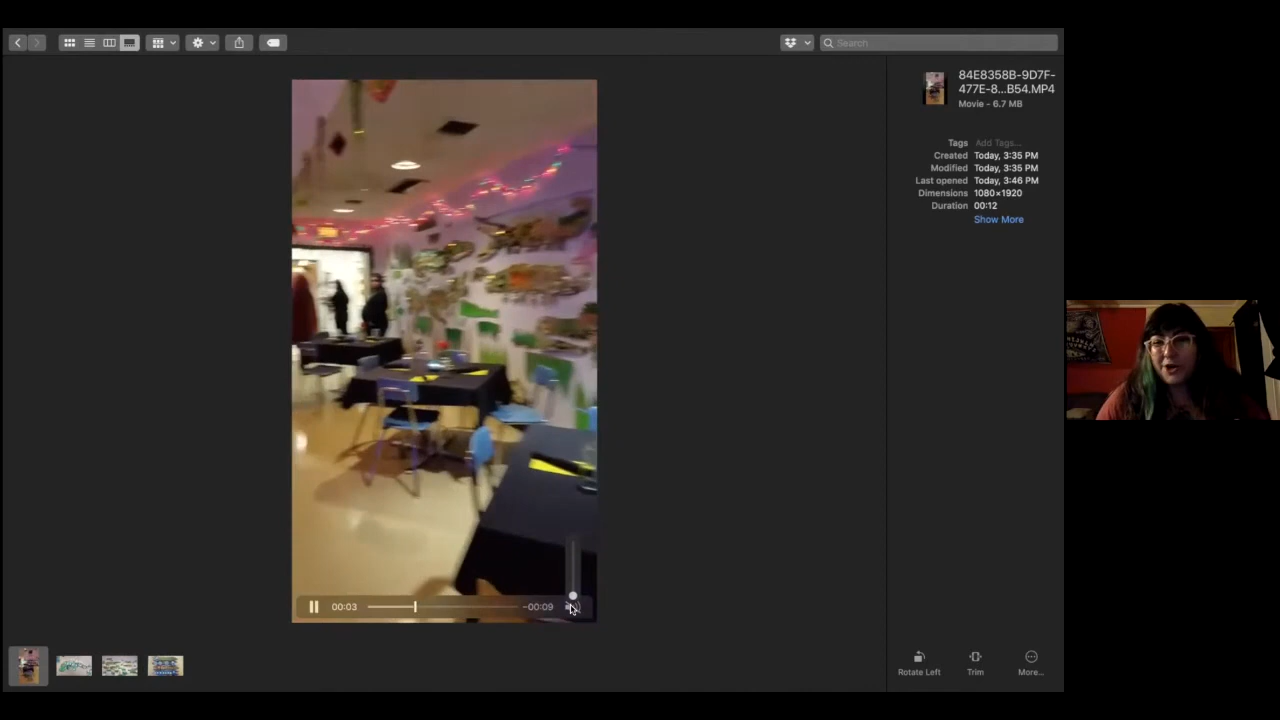 Search
84E8358B-9D7F-
477E-8...B54.MP4
Movie - 6.7 MB
Tags Add Tags...
Created Today, 3:35 PM
Modified Today, 3:35 PM
Last opened Today, 3:46 PM
Dimensions 1080×1920
Duration 00:12
Show More
00:03
-00:09
Rotate Left
Trim
More...